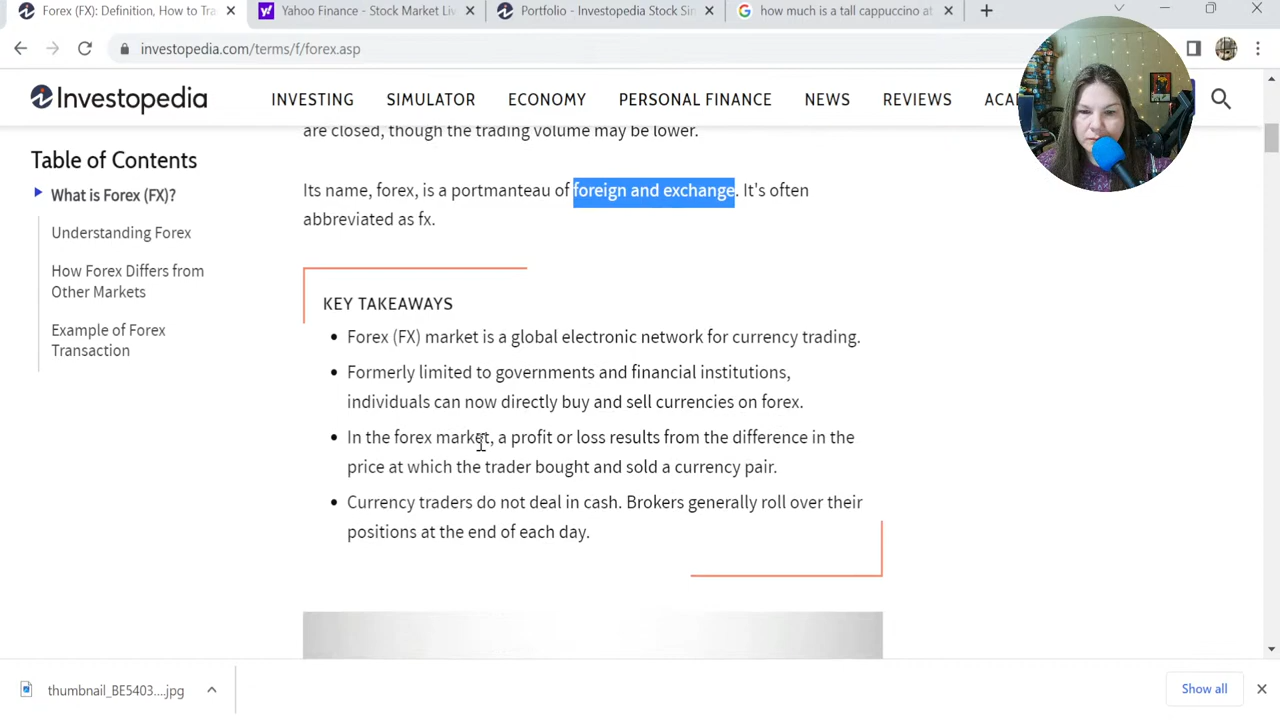 Forex (FX): Definition, How to Tra
Yahoo Finance - Stock Market Liv
Portfolio - Investopedia Stock Sim
how much is a tall cappuccino at
investopedia.com/terms/f/forex.asp
Investopedia
INVESTING
SIMULATOR
ECONOMY
PERSONAL FINANCE
NEWS
REVIEWS
ACA
are closed, though the trading volume may be lower.
Table of Contents
What is Forex (FX)?
Understanding Forex
How Forex Differs from
Other Markets
Example of Forex
Transaction
Its name, forex, is a portmanteau of foreign and exchange. It's often
abbreviated as fx.
KEY TAKEAWAYS
• Forex (FX) market is a global electronic network for currency trading.
• Formerly limited to governments and financial institutions,
individuals can now directly buy and sell currencies on forex.
• In the forex market, a profit or loss results from the difference in the
price at which the trader bought and sold a currency pair.
• Currency traders do not deal in cash. Brokers generally roll over their
positions at the end of each day.
thumbnail_BE5403....jpg
Show all